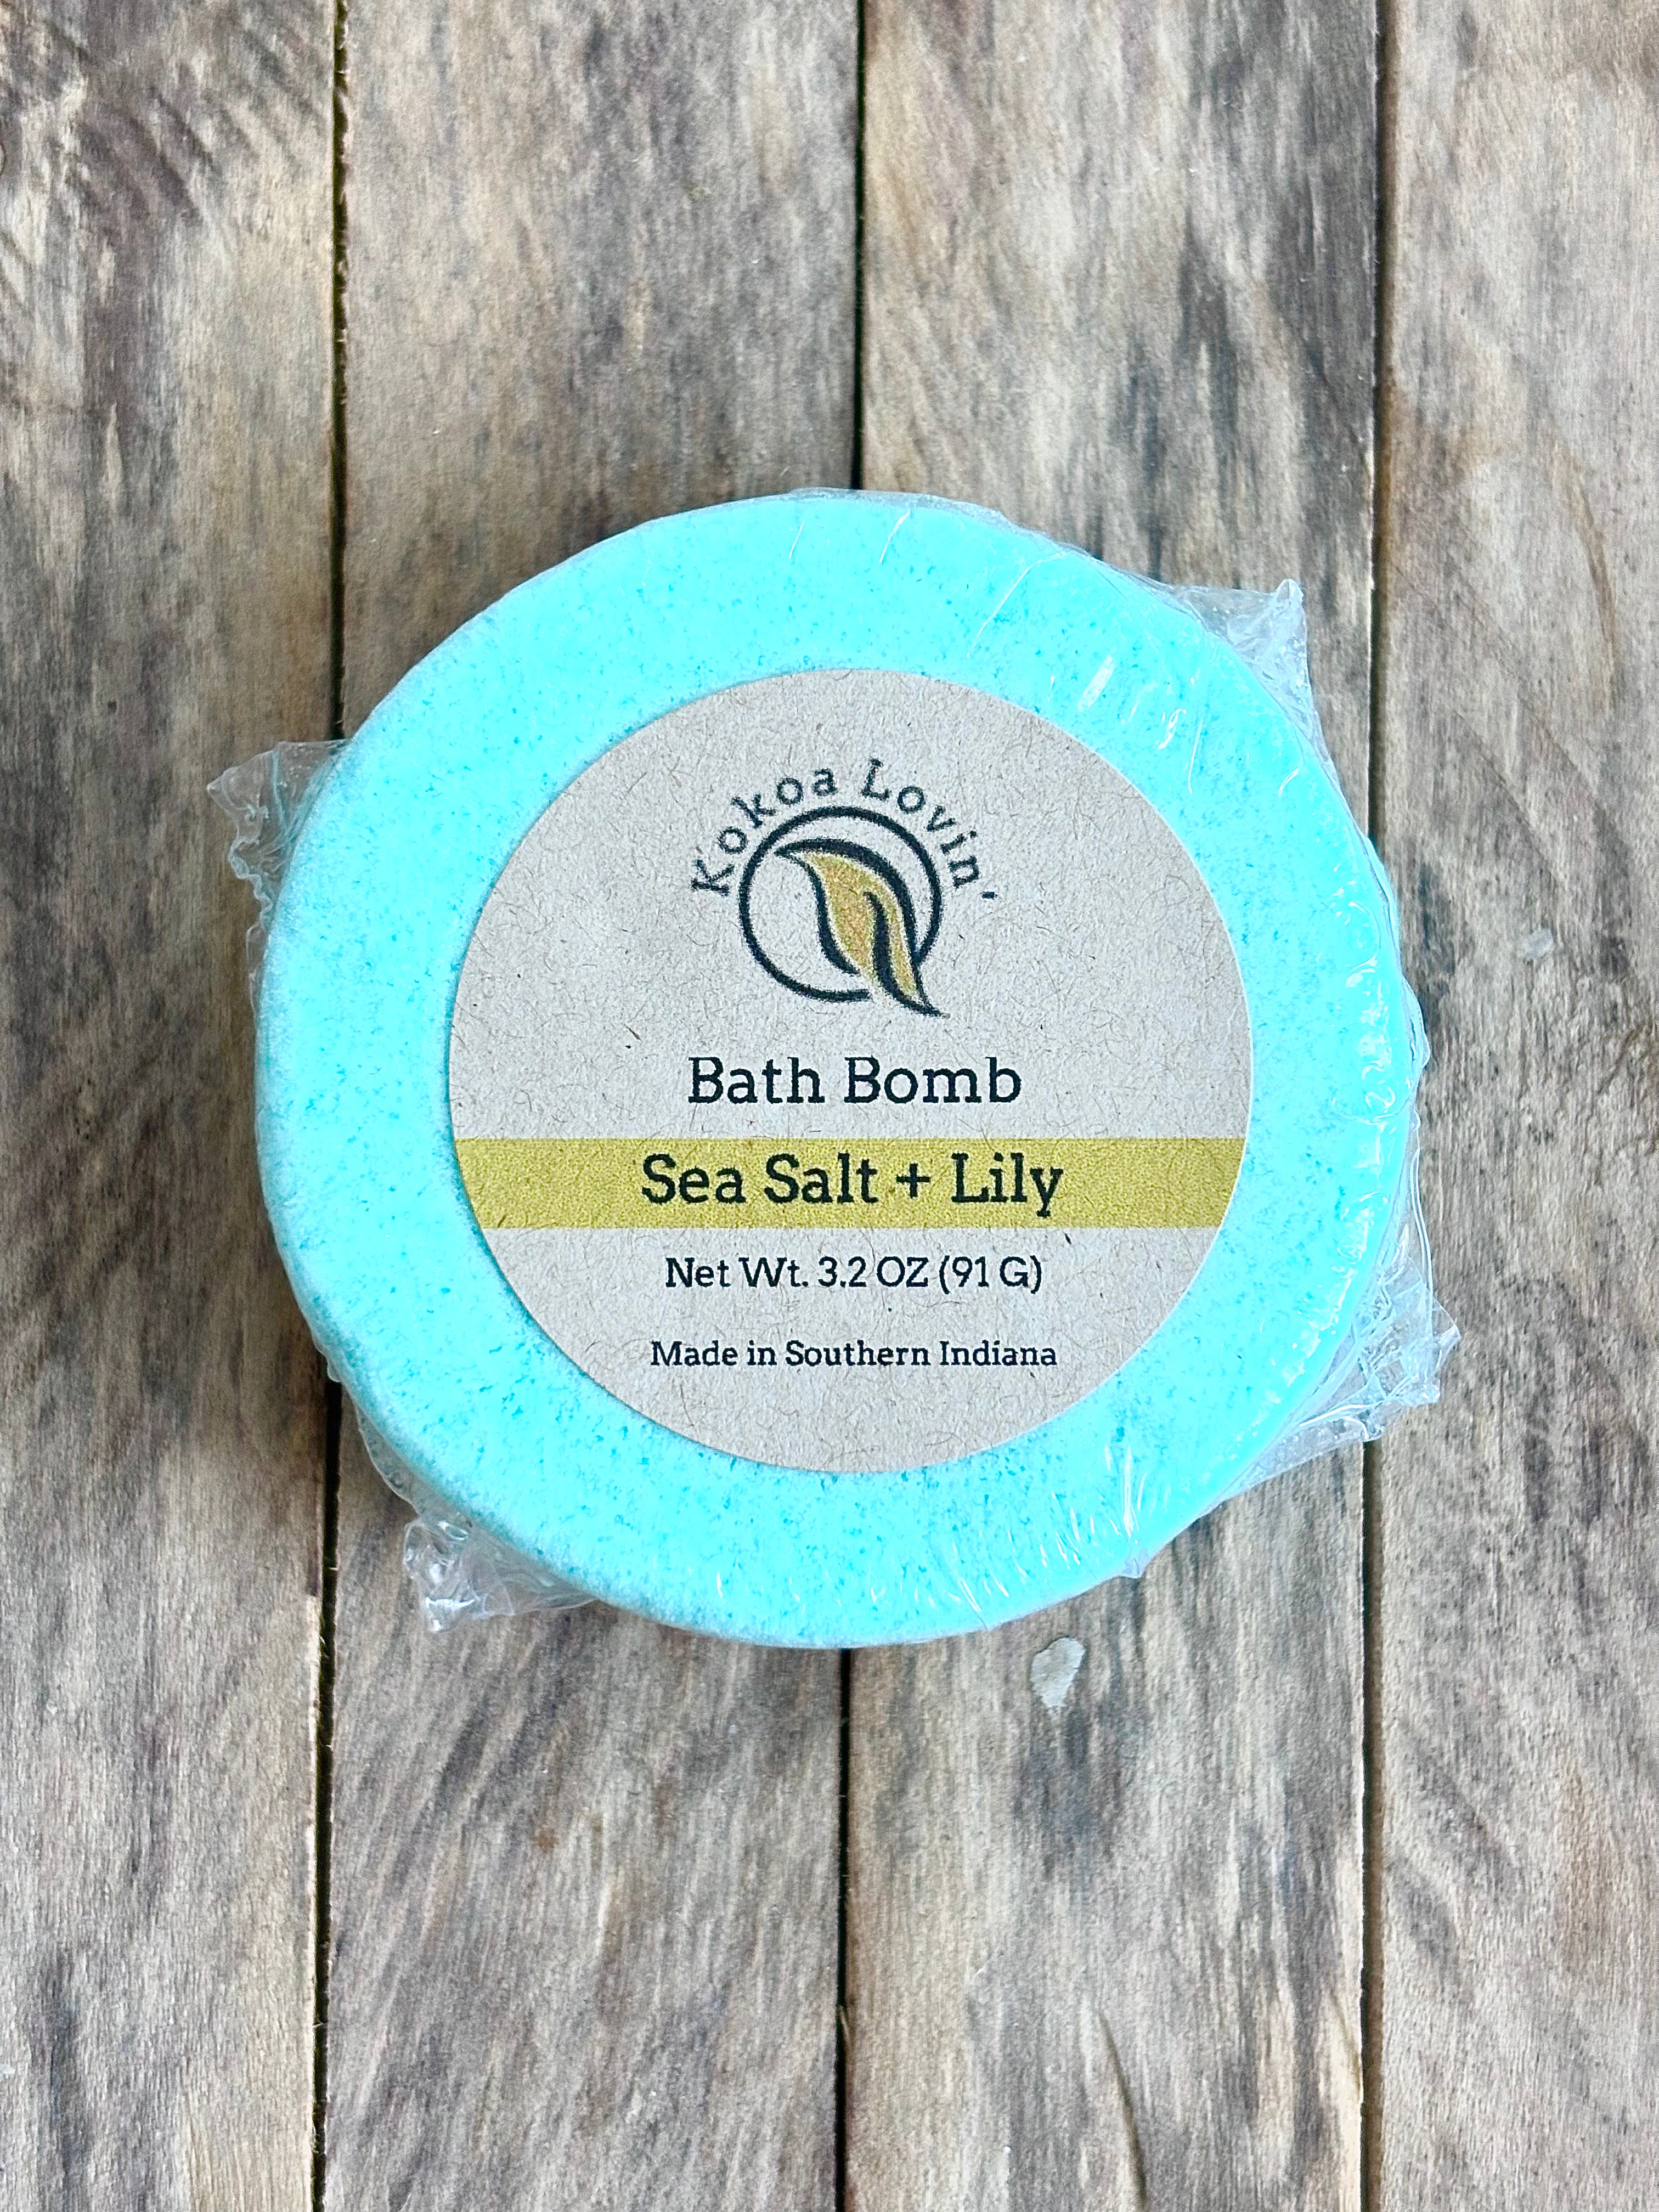 Kokoa Lovin'
Bath Bomb
Sea Salt + Lily
Net Wt. 3.2 OZ (91 G)
Made in Southern Indiana